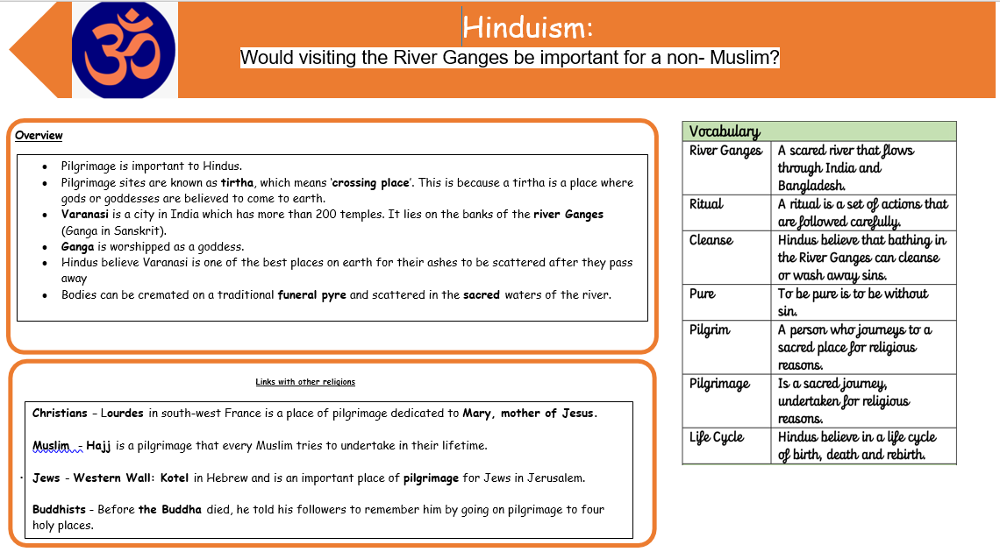 ॐ
Hinduism:
Would visiting the River Ganges be important for a non- Muslim?
Overview
• Pilgrimage is important to Hindus.
• Pilgrimage sites are known as tirtha, which means ‘crossing place’. This is because a tirtha is a place where
gods or goddesses are believed to come to earth.
• Varanasi is a city in India which has more than 200 temples. It lies on the banks of the river Ganges
(Ganga in Sanskrit).
• Ganga is worshipped as a goddess.
• Hindus believe Varanasi is one of the best places on earth for their ashes to be scattered after they pass
away
• Bodies can be cremated on a traditional funeral pyre and scattered in the sacred waters of the river.
Links with other religions
Christians – Lourdes in south-west France is a place of pilgrimage dedicated to Mary, mother of Jesus.
Muslim - Hajj is a pilgrimage that every Muslim tries to undertake in their lifetime.
Jews – Western Wall: Kotel in Hebrew and is an important place of pilgrimage for Jews in Jerusalem.
Buddhists – Before the Buddha died, he told his followers to remember him by going on pilgrimage to four
holy places.
Vocabulary
River Ganges A scared river that flows
through India and
Bangladesh.
Ritual A ritual is a set of actions that
are followed carefully.
Cleanse Hindus believe that bathing in
the River Ganges can cleanse
or wash away sins.
Pure To be pure is to be without
sin.
Pilgrim A person who journeys to a
sacred place for religious
reasons.
Pilgrimage Is a sacred journey,
undertaken for religious
reasons.
Life Cycle Hindus believe in a life cycle
of birth, death and rebirth.